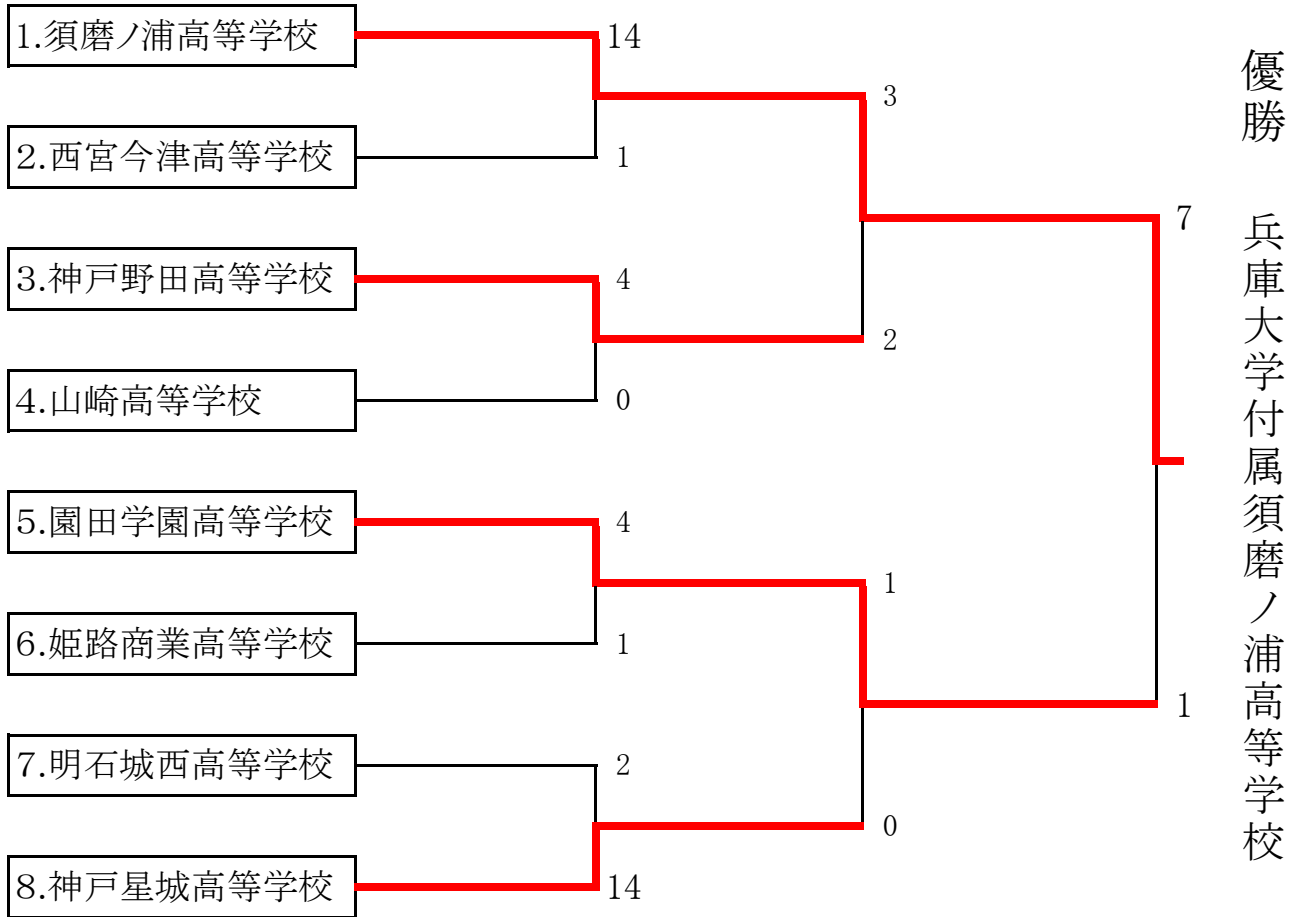 1.須磨ノ浦高等学校
14
3
2.西宮今津高等学校
1
7
3.神戸野田高等学校
4
2
4.山崎高等学校
0
5.園田学園高等学校
4
1
6.姫路商業高等学校
1
1
7.明石城西高等学校
2
0
8.神戸星城高等学校
14
優勝 兵庫大学付属須磨ノ浦高等学校